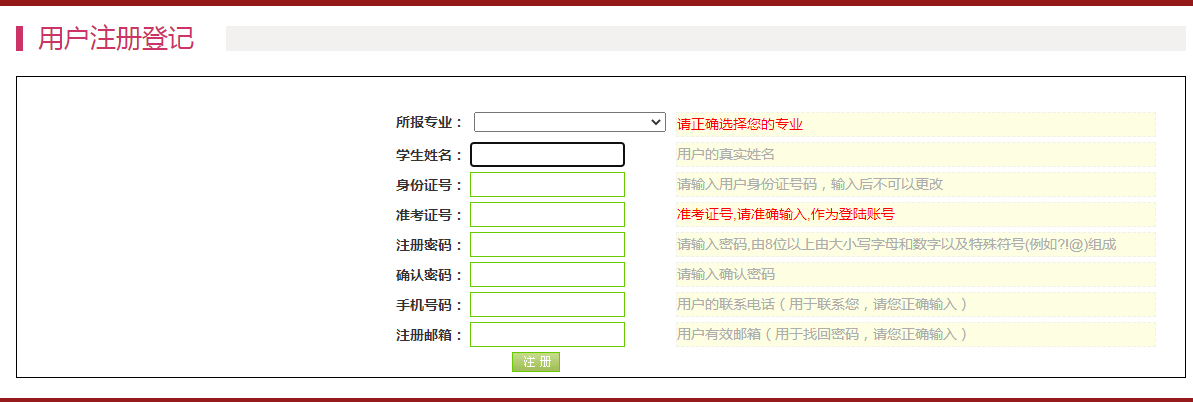 用户注册登记
所报专业： 请正确选择您的专业
学生姓名： 用户的真实姓名
身份证号： 请输入用户身份证号码，输入后不可以更改
准考证号： 准考证号,请准确输入,作为登陆账号
注册密码： 请输入密码,由8位以上由大小写字母和数字以及特殊符号(例如?!@)组成
确认密码： 请输入确认密码
手机号码： 用户的联系电话（用于联系您，请您正确输入）
注册邮箱： 用户有效邮箱（用于找回密码，请您正确输入）
注 册